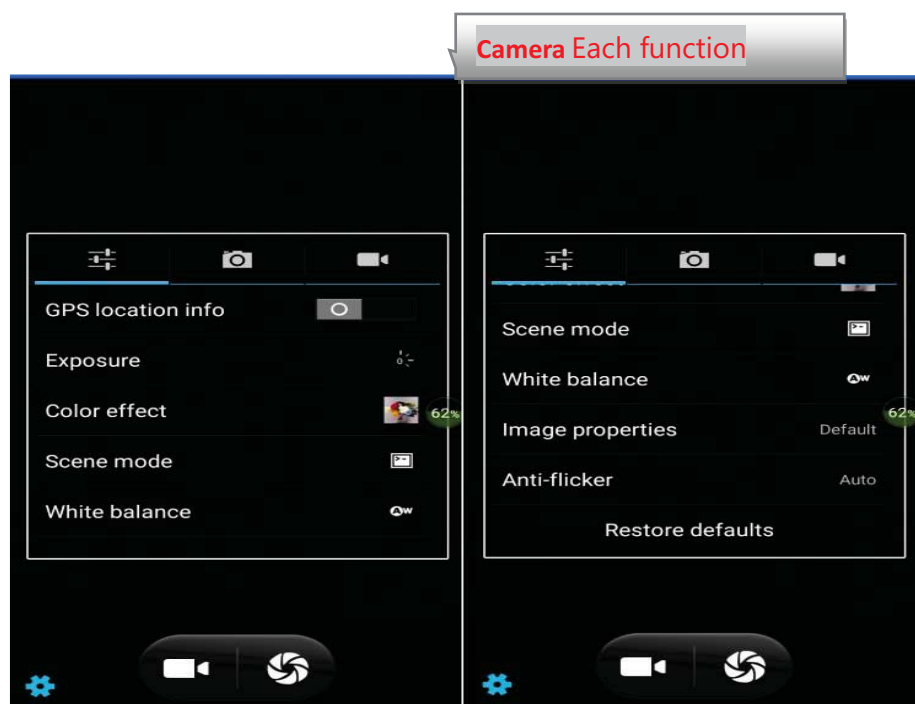 Camera Each function
GPS location info
Exposure
Color effect
62%
Scene mode
White balance
Scene mode
White balance
62%
Image properties Default
Anti-flicker Auto
Restore defaults